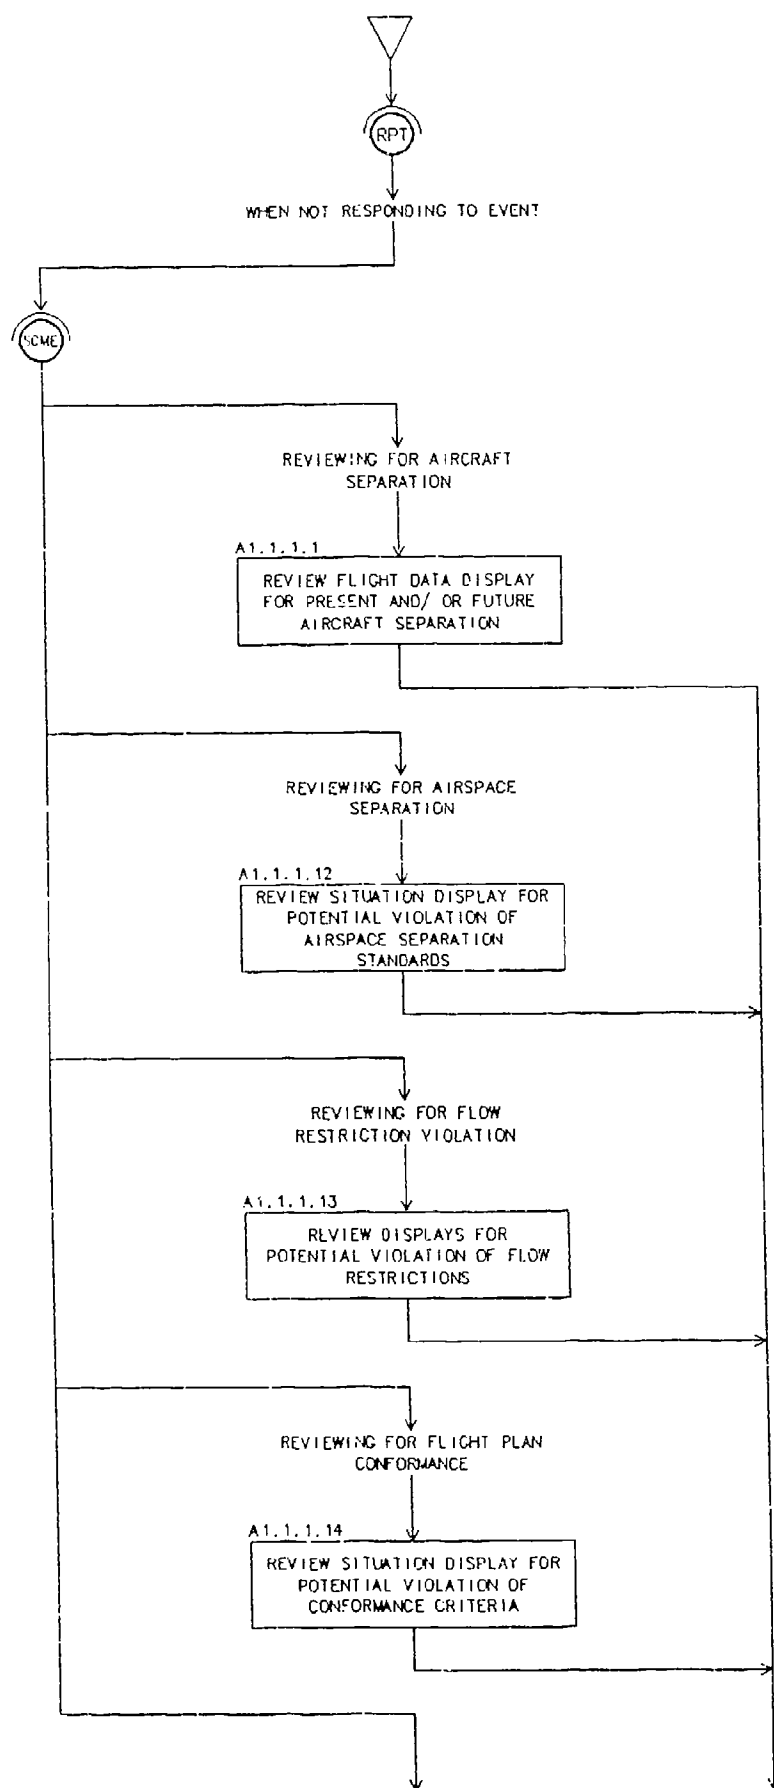 RPT
WHEN NOT RESPONDING TO EVENT
SOME
REVIEWING FOR AIRCRAFT
SEPARATION
A1.1.1.1
REVIEW FLIGHT DATA DISPLAY
FOR PRESENT AND/ OR FUTURE
AIRCRAFT SEPARATION
REVIEWING FOR AIRSPACE
SEPARATION
A1.1.1.12
REVIEW SITUATION DISPLAY FOR
POTENTIAL VIOLATION OF
AIRSPACE SEPARATION
STANDARDS
REVIEWING FOR FLOW
RESTRICTION VIOLATION
A1.1.1.13
REVIEW DISPLAYS FOR
POTENTIAL VIOLATION OF FLOW
RESTRICTIONS
REVIEWING FOR FLIGHT PLAN
CONFORMANCE
A1.1.1.14
REVIEW SITUATION DISPLAY FOR
POTENTIAL VIOLATION OF
CONFORMANCE CRITERIA